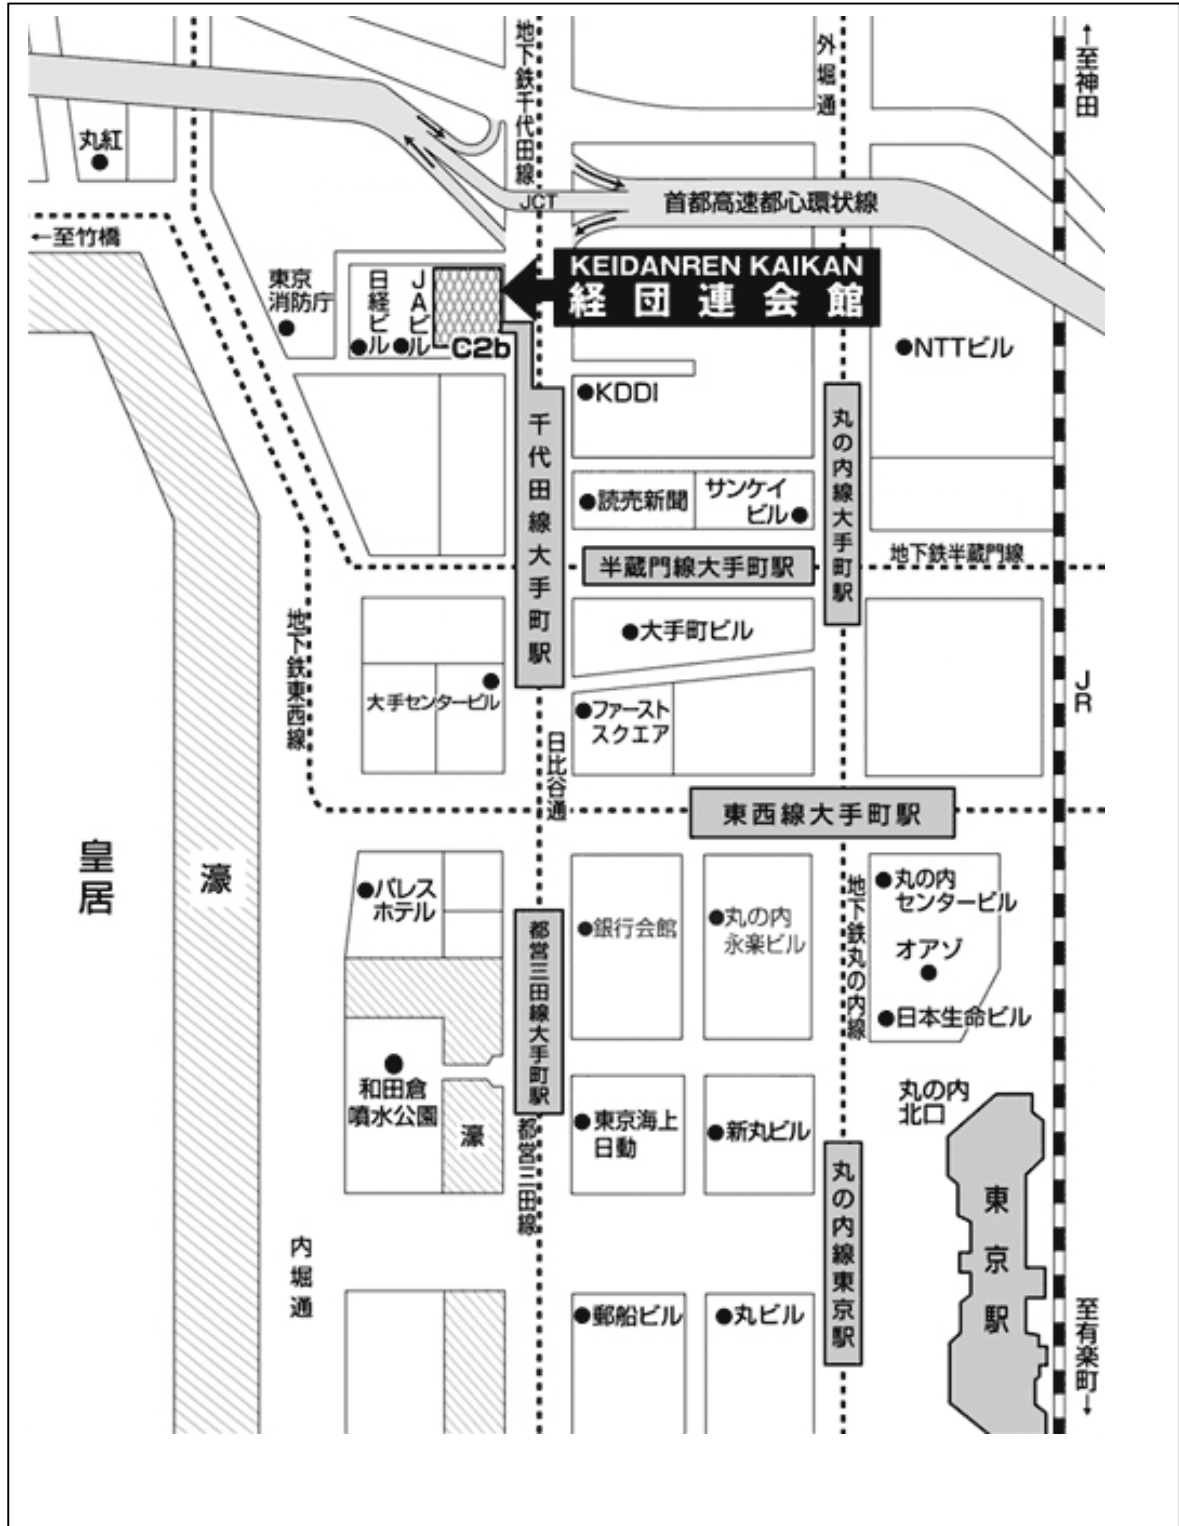 地下鉄千代田線
外堀通
↑至神田
丸紅
JCT
首都高速都心環状線
←至竹橋
KEIDANREN KAIKAN
経団連会館
東京
消防庁
日経ビル
JAビル
C2b
NTTビル
KDDI
千代田線大手町駅
丸の内線大手町駅
読売新聞
サンケイ
ビル
半蔵門線大手町駅
地下鉄半蔵門線
地下鉄東西線
大手町ビル
大手センタービル
ファースト
スクエア
JR
日比谷通
東西線大手町駅
皇居
濠
パレス
ホテル
都営三田線大手町駅
銀行会館
丸の内
永楽ビル
地下鉄丸の内線
丸の内
センタービル
オアゾ
日本生命ビル
和田倉
噴水公園
濠
都営三田線
東京海上
日動
新丸ビル
丸の内
北口
丸の内線東京駅
東京駅
内堀通
郵船ビル
丸ビル
至有楽町↓